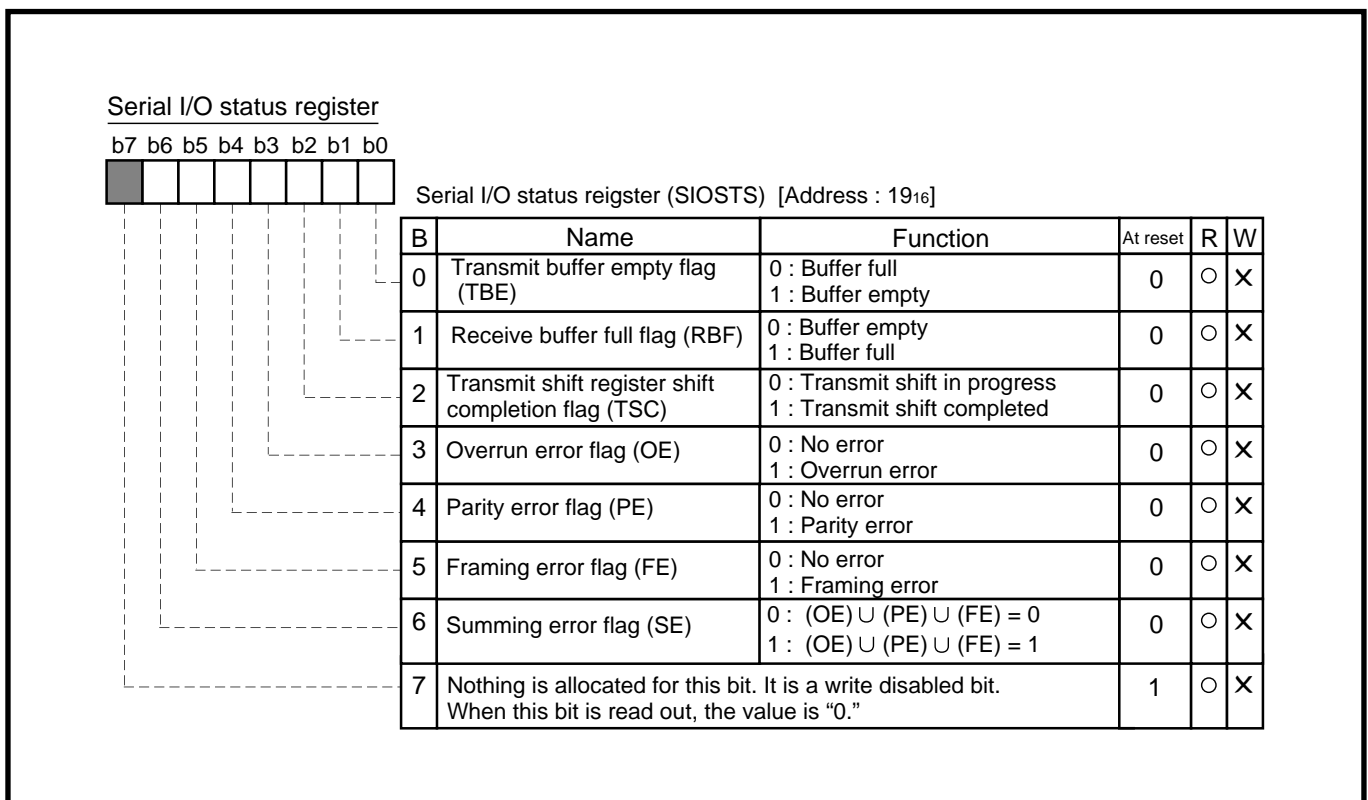 Serial I/O status register
b7 b6 b5 b4 b3 b2 b1 b0
Serial I/O status reigster (SIOSTS) [Address : 19₁₆]
B Name Function At reset R W
0 Transmit buffer empty flag (TBE) 0 : Buffer full 1 : Buffer empty 0 ○ ×
1 Receive buffer full flag (RBF) 0 : Buffer empty 1 : Buffer full 0 ○ ×
2 Transmit shift register shift completion flag (TSC) 0 : Transmit shift in progress 1 : Transmit shift completed 0 ○ ×
3 Overrun error flag (OE) 0 : No error 1 : Overrun error 0 ○ ×
4 Parity error flag (PE) 0 : No error 1 : Parity error 0 ○ ×
5 Framing error flag (FE) 0 : No error 1 : Framing error 0 ○ ×
6 Summing error flag (SE) 0 : (OE) ∪ (PE) ∪ (FE) = 0 1 : (OE) ∪ (PE) ∪ (FE) = 1 0 ○ ×
7 Nothing is allocated for this bit. It is a write disabled bit. When this bit is read out, the value is “0.” 1 ○ ×